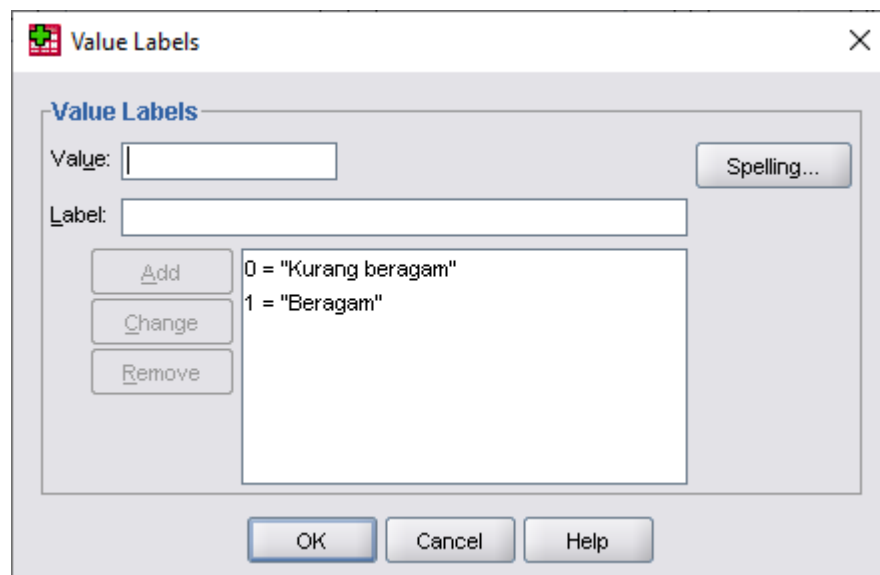 Value Labels
Value Labels
Value:
Spelling...
Label:
Add
0 = "Kurang beragam"
1 = "Beragam"
Change
Remove
OK
Cancel
Help